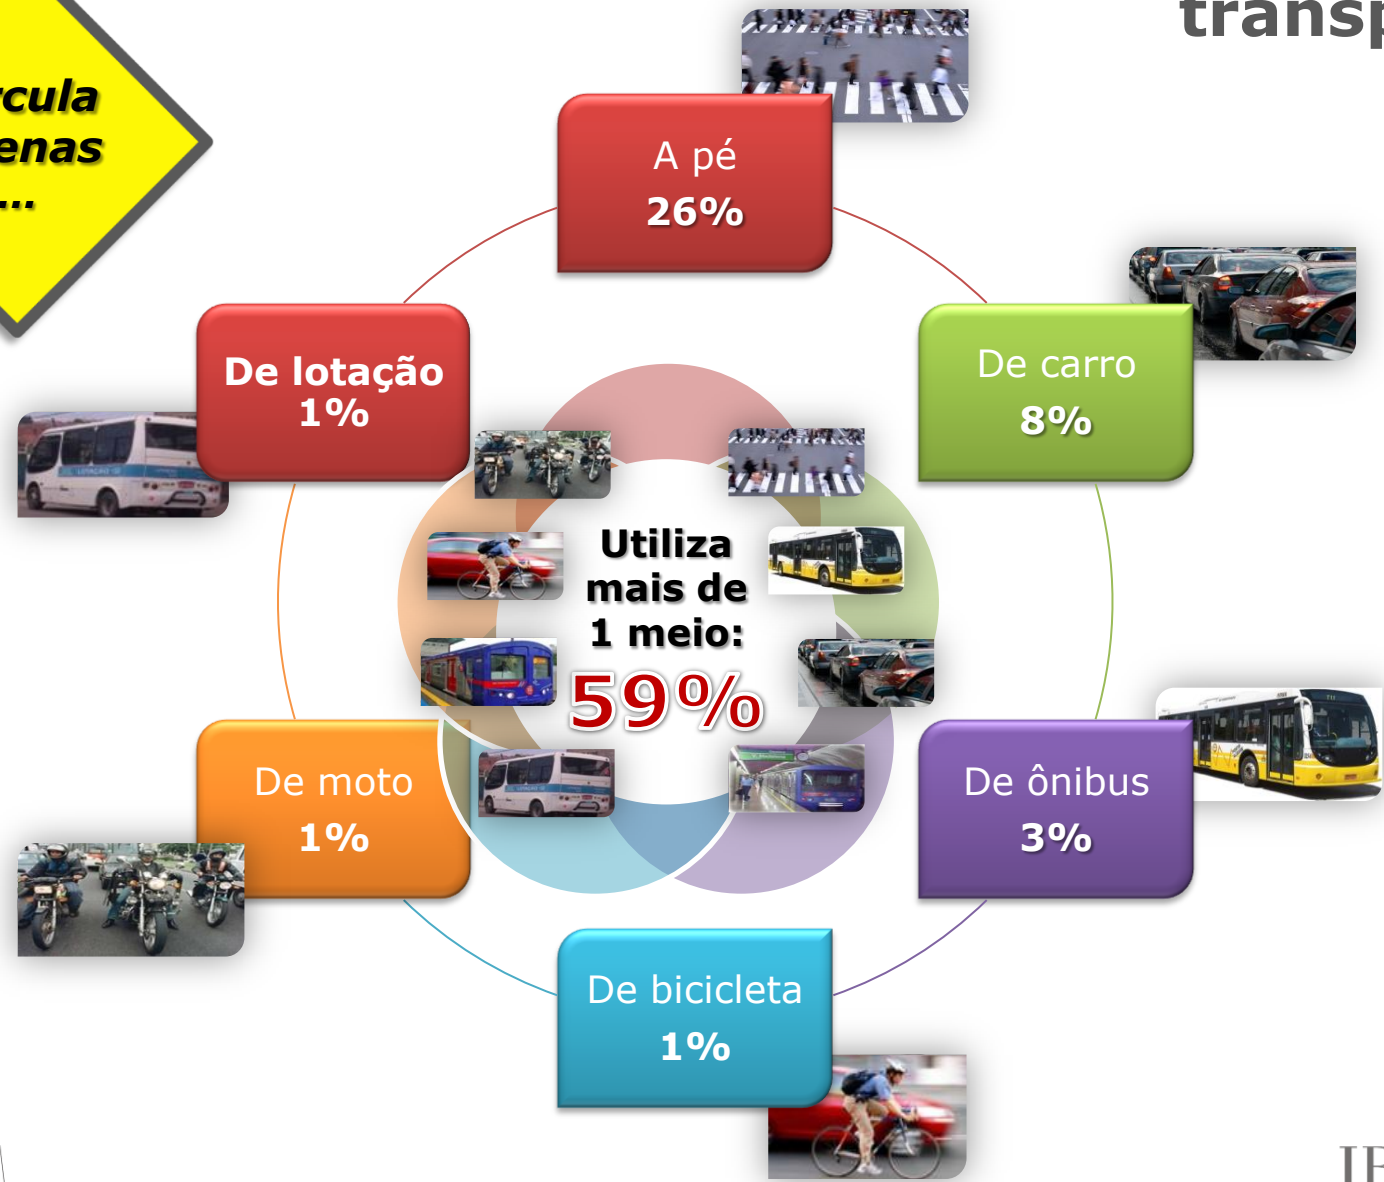 transp
rcula
enas
...
A pé
26%
De lotação
1%
De carro
8%
Utiliza
mais de
1 meio:
59%
De moto
1%
De ônibus
3%
De bicicleta
1%